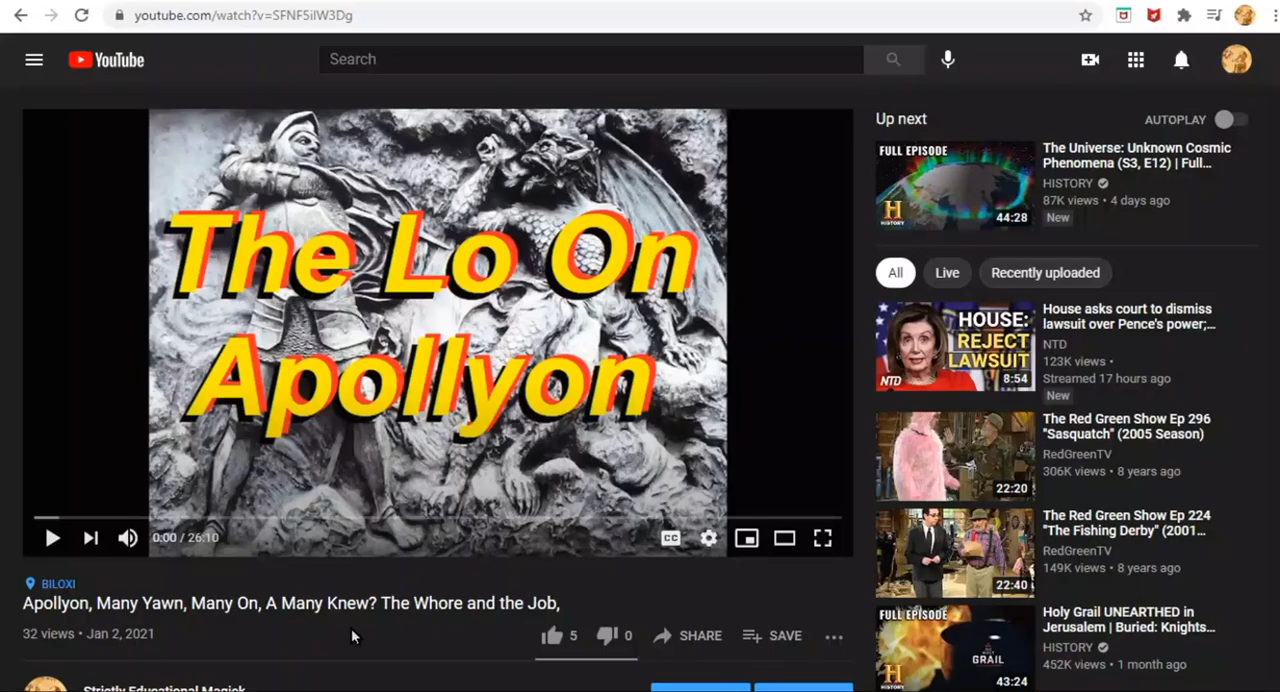 youtube.com/watch?v=SFNF5ilW3Dg
YouTube
Search
The Lo On
Apollyon
0:00 / 26:10
CC
BILOXI
Apollyon, Many Yawn, Many On, A Many Knew? The Whore and the Job,
32 views • Jan 2, 2021
5
0
SHARE
SAVE
Strictly Educational Magick
Up next
AUTOPLAY
FULL EPISODE
H
HISTORY
44:28
The Universe: Unknown Cosmic
Phenomena (S3, E12) | Full...
HISTORY
87K views • 4 days ago
New
All
Live
Recently uploaded
HOUSE:
REJECT
LAWSUIT
NTD
8:54
House asks court to dismiss
lawsuit over Pence's power;...
NTD
123K views •
Streamed 17 hours ago
New
22:20
The Red Green Show Ep 296
"Sasquatch" (2005 Season)
RedGreenTV
306K views • 8 years ago
22:40
The Red Green Show Ep 224
"The Fishing Derby" (2001...
RedGreenTV
149K views • 8 years ago
FULL EPISODE
GRAIL
H
43:24
Holy Grail UNEARTHED in
Jerusalem | Buried: Knights...
HISTORY
452K views • 1 month ago